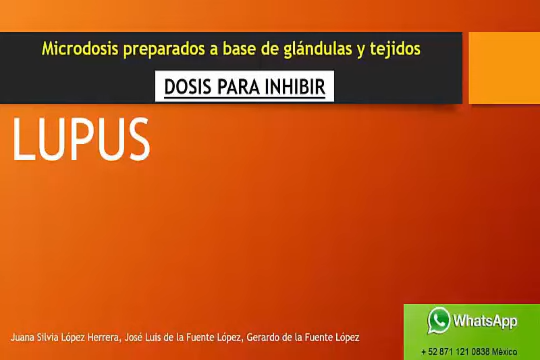 Microdosis preparados a base de glándulas y tejidos
DOSIS PARA INHIBIR
LUPUS
Juana Silvia López Herrera, José Luis de la Fuente López, Gerardo de la Fuente López
WhatsApp
+ 52 871 121 0838 México